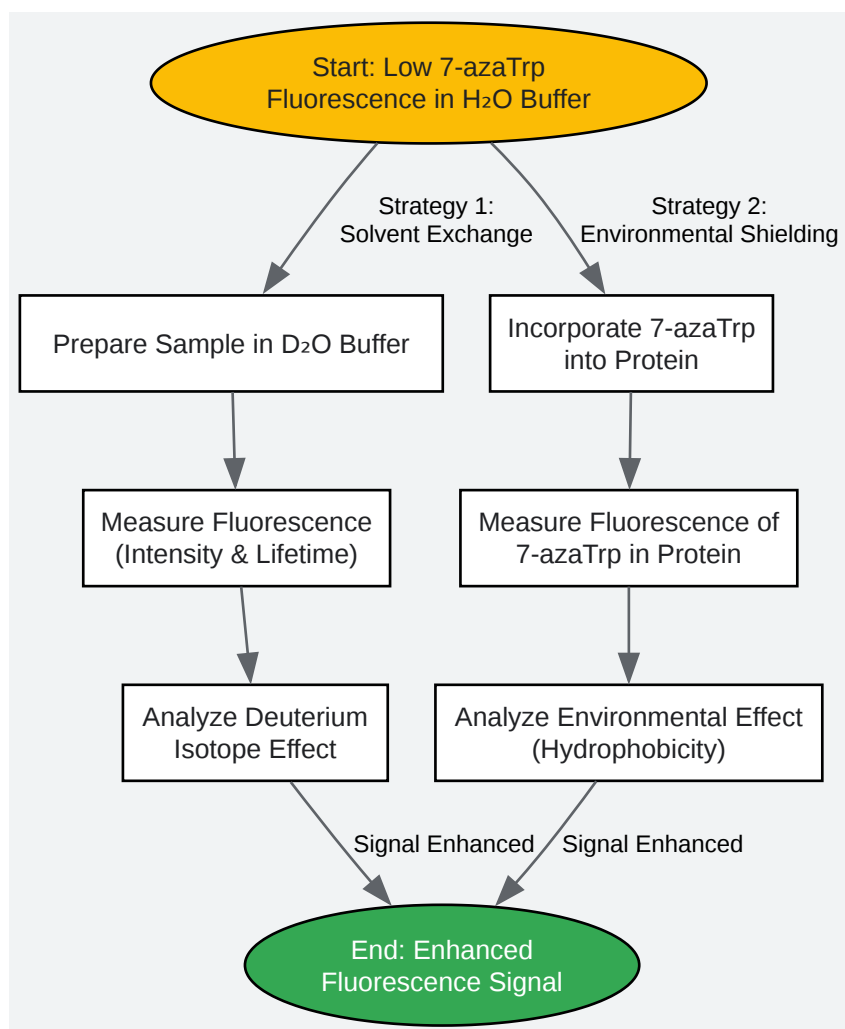 Start: Low 7-azaTrp
Fluorescence in H₂O Buffer
Strategy 1:
Solvent Exchange
Strategy 2:
Environmental Shielding
Prepare Sample in D₂O Buffer
Incorporate 7-azaTrp
into Protein
Measure Fluorescence
(Intensity & Lifetime)
Measure Fluorescence of
7-azaTrp in Protein
Analyze Deuterium
Isotope Effect
Analyze Environmental Effect
(Hydrophobicity)
Signal Enhanced
Signal Enhanced
End: Enhanced
Fluorescence Signal